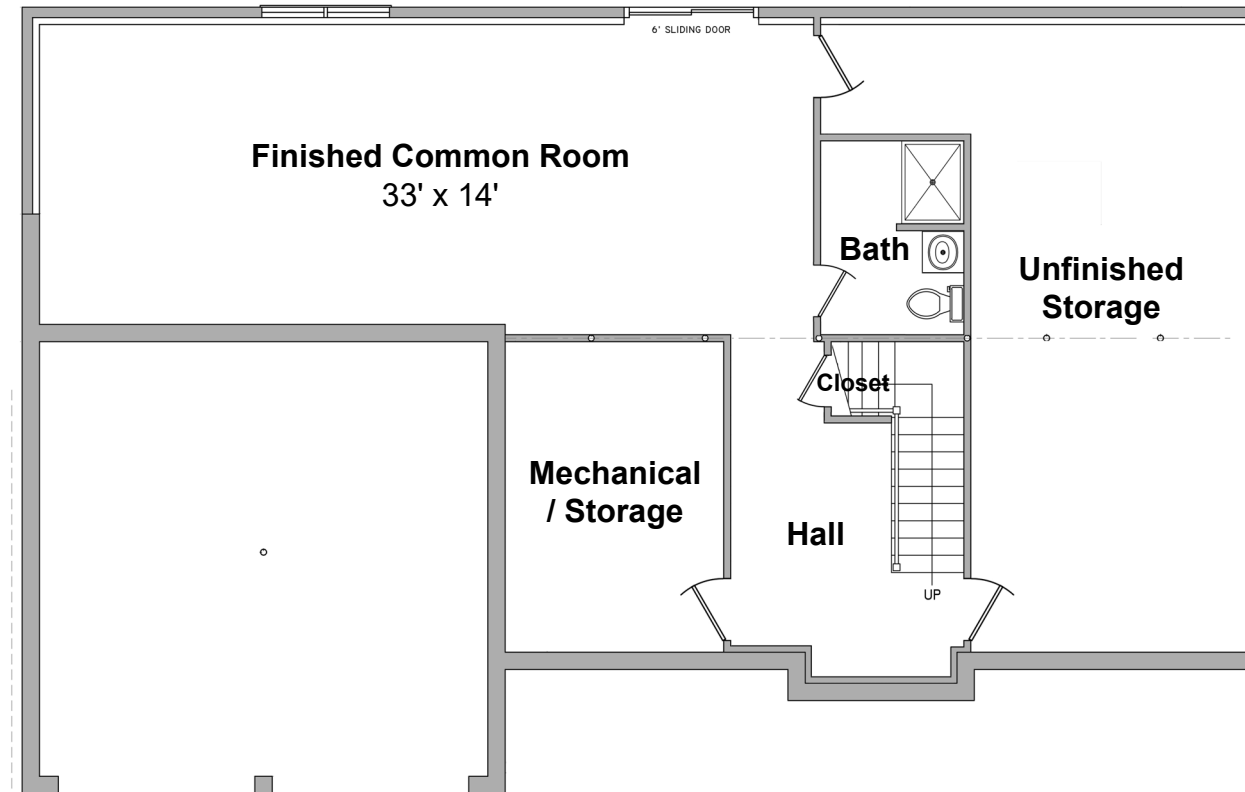 6' SLIDING DOOR
Finished Common Room
33' x 14'
Bath
Unfinished
Storage
Closet
Mechanical
/ Storage
Hall
UP